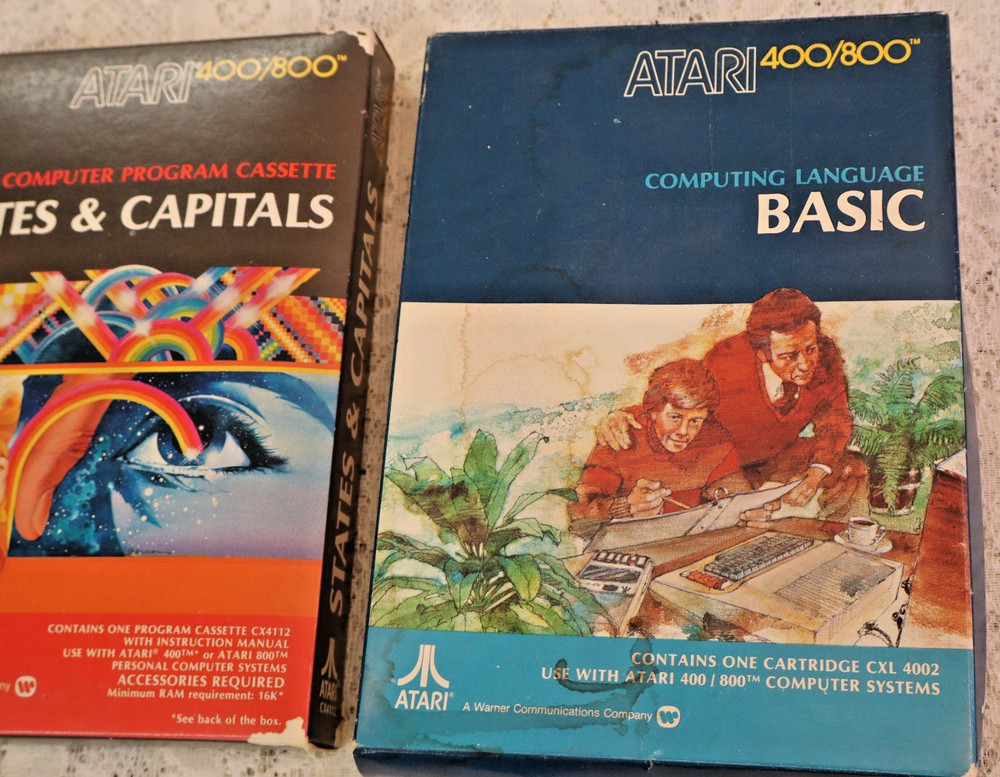 ATARI 400/800™
COMPUTER PROGRAM CASSETTE
TES & CAPITALS
CONTAINS ONE PROGRAM CASSETTE CX4112
WITH INSTRUCTION MANUAL
USE WITH ATARI® 400™* or ATARI 800™
PERSONAL COMPUTER SYSTEMS
ACCESSORIES REQUIRED
Minimum RAM requirement: 16K*
*See back of the box.
ny
STATES & CAPITALS
ATARI
CX4112
ATARI 400/800™
COMPUTING LANGUAGE
BASIC
CONTAINS ONE CARTRIDGE CXL 4002
USE WITH ATARI 400/800™ COMPUTER SYSTEMS
ATARI®
A Warner Communications Company